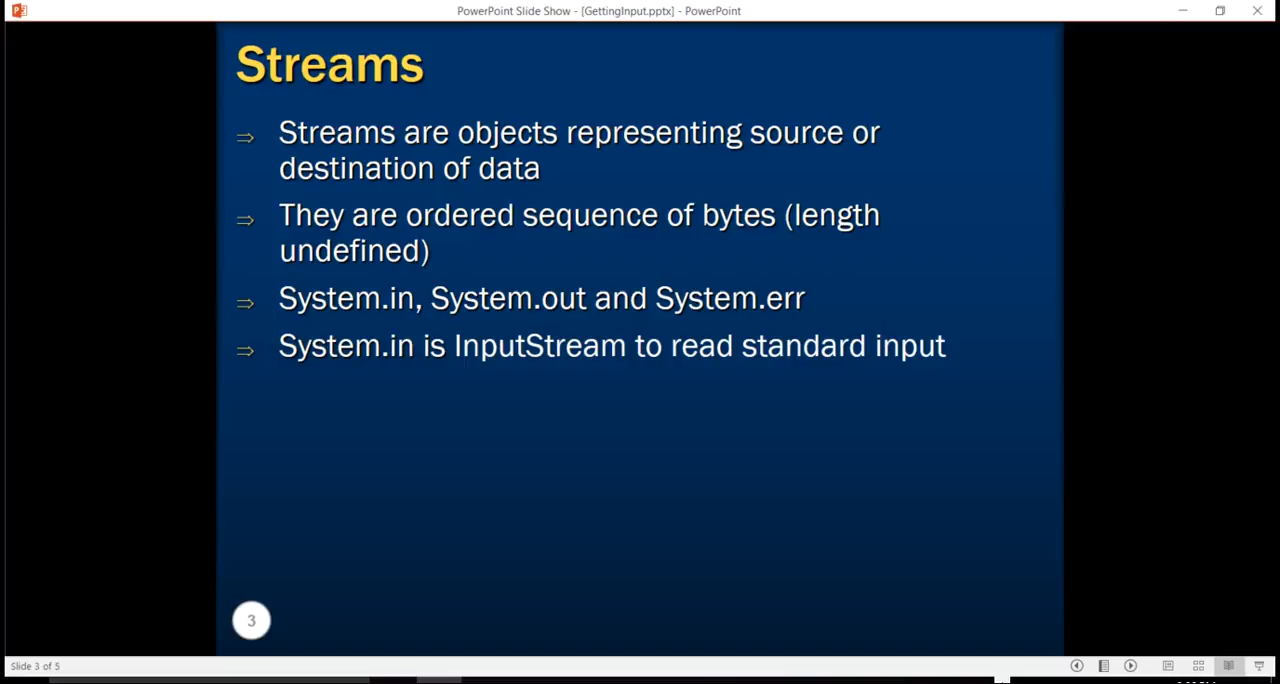 PowerPoint Slide Show - [GettingInput.pptx] - PowerPoint
Streams
⇒ Streams are objects representing source or
destination of data
⇒ They are ordered sequence of bytes (length
undefined)
⇒ System.in, System.out and System.err
⇒ System.in is InputStream to read standard input
3
Slide 3 of 5